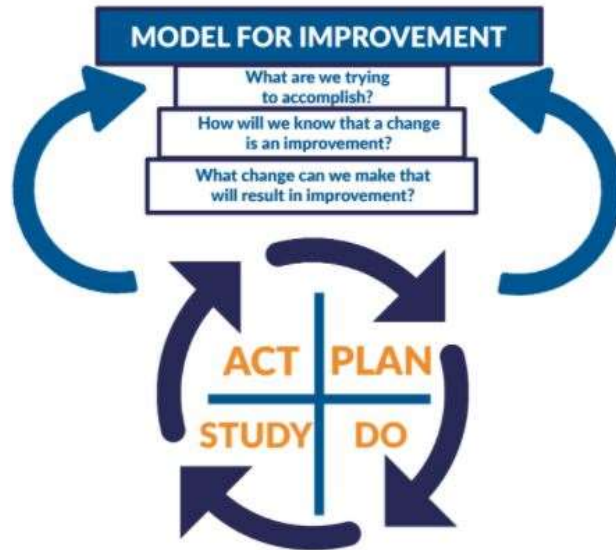 MODEL FOR IMPROVEMENT
What are we trying
to accomplish?
How will we know that a change
is an improvement?
What change can we make that
will result in improvement?
ACT PLAN
STUDY DO